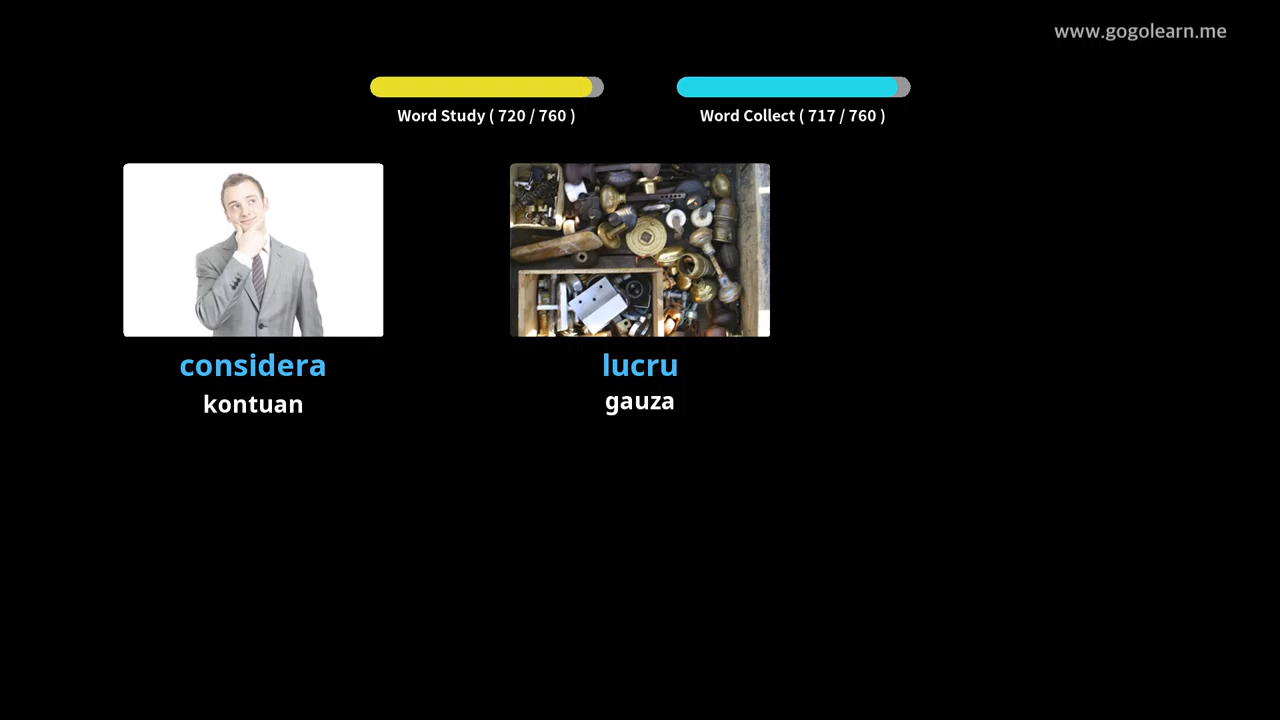 www.gogolearn.me
Word Study ( 720 / 760 )
Word Collect ( 717 / 760 )
considera
kontuan
lucru
gauza